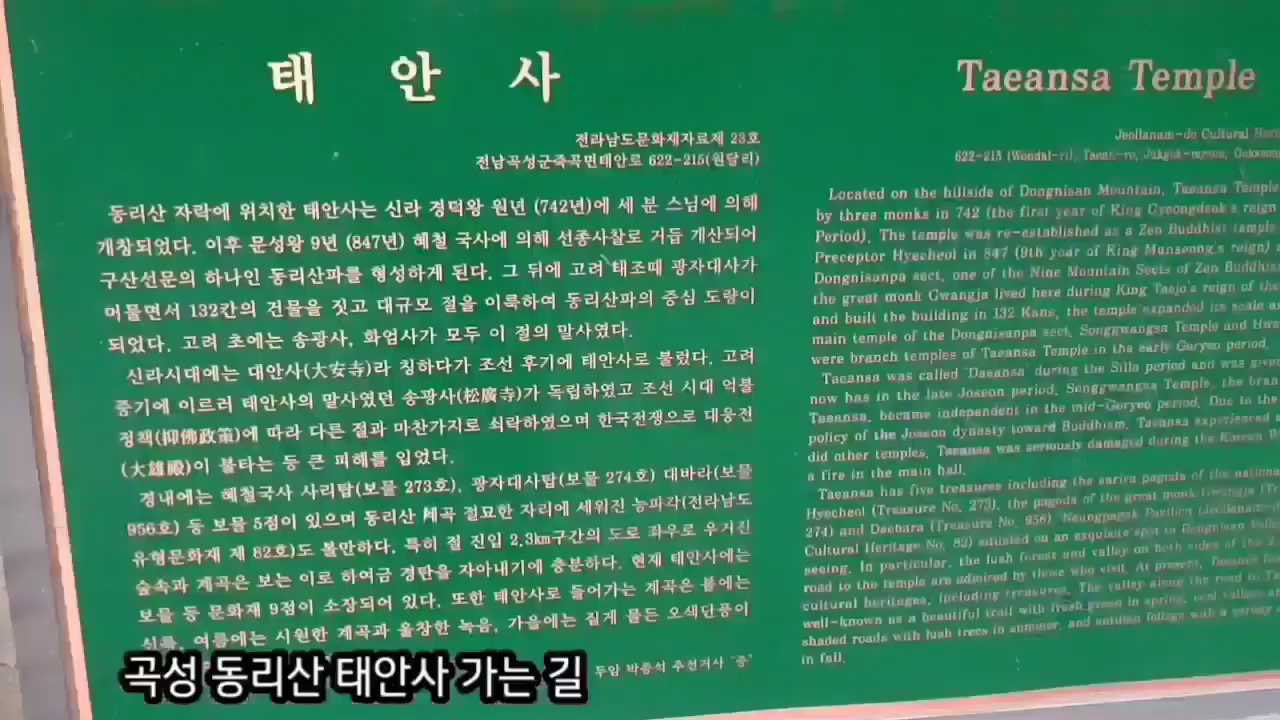 태 안 사
전라남도문화재자료제 23호
전남곡성군죽곡면태안로 622-215(원달리)
동리산 자락에 위치한 태안사는 신라 경덕왕 원년 (742년)에 세 분 스님에 의해
개창되었다. 이후 문성왕 9년 (847년) 혜철 국사에 의해 선종사찰로 거듭 개산되어
구산선문의 하나인 동리산파를 형성하게 된다. 그 뒤에 고려 태조때 광자대사가
머물면서 132칸의 건물을 짓고 대규모 절을 이룩하여 동리산파의 중심 도량이
되었다. 고려 초에는 송광사, 화엄사가 모두 이 절의 말사였다.
신라시대에는 대안사(大安寺)라 칭하다가 조선 후기에 태안사로 불렀다. 고려
중기에 이르러 태안사의 말사였던 송광사(松廣寺)가 독립하였고 조선 시대 억불
정책(抑佛政策)에 따라 다른 절과 마찬가지로 쇠락하였으며 한국전쟁으로 대웅전
(大雄殿)이 불타는 등 큰 피해를 입었다.
경내에는 혜철국사 사리탑(보물 273호), 광자대사탑(보물 274호) 대바라(보물
956호) 등 보물 5점이 있으며 동리산 계곡 절묘한 자리에 세워진 능파각(전라남도
유형문화재 제 82호)도 볼만하다. 특히 절 진입 2.3km구간의 도로 좌우로 우거진
숲속과 계곡은 보는 이로 하여금 경탄을 자아내기에 충분하다. 현재 태안사에는
보물 등 문화재 9점이 소장되어 있다. 또한 태안사로 들어가는 계곡은 봄에는
신록, 여름에는 시원한 계곡과 울창한 녹음, 가을에는 짙게 물든 오색단풍이
두암 박종석 추전거사 "증"
Taeansa Temple
Jeollanam-do Cultural
622-215 (Wondal-ri), Taean-ro, Jukgok-myeon,
Located on the hillside of Dongnisan Mountain, Taeansa Temple
by three monks in 742 (the first year of King Gyeongdeok's reign
Period). The temple was re-established as a Zen Buddhist temple
Preceptor Hyecheol in 847 (9th year of King Munseong's reign)
Dongnisanpa sect, one of the Nine Mountain Sects of Zen
the great monk Gwangja lived here during King Taejo's reign of the
and built the building in 132 Kans, the temple expanded its scale
main temple of the Dongnisanpa sect. Songgwangsa Temple and
were branch temples of Taeansa Temple in the early Goryeo period.
Taeansa was called 'Daeansa' during the Silla period and was given
now has in the late Joseon period. Songgwangsa Temple, the
Taeansa, became independent in the mid-Goryeo period. Due to the
policy of the Joseon dynasty toward Buddhism, Taeansa experienced
did other temples. Taeansa was seriously damaged during the Korean
a fire in the main hall.
Taeansa has five treasures including the sarira pagoda of the
Hyecheol (Treasure No. 273), the pagoda of the great monk Gwangja
274) and Daebara (Treasure No. 956). Neungpagak Pavilion
Cultural Heritage No. 82) situated on an exquisite spot in Dongnisan
seeing. In particular, the lush forest and valley on both sides of the
road to the temple are admired by those who visit. At present, Taeansa
cultural heritages, including treasures. The valley along the road to
well-known as a beautiful trail with fresh green in spring, cool valley
shaded roads with lush trees in summer, and autumn foliage with a variety
in fall.
곡성 동리산 태안사 가는 길